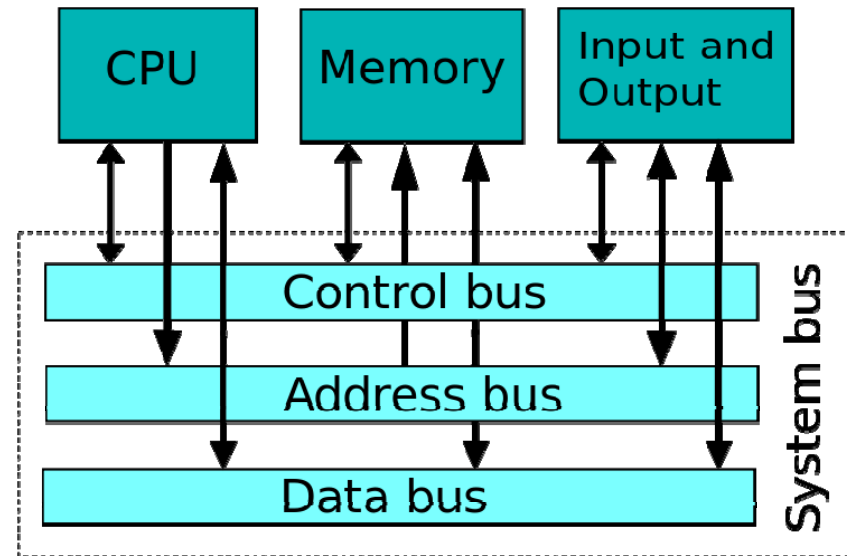 CPU
Memory
Input and
Output
Control bus
Address bus
Data bus
System bus